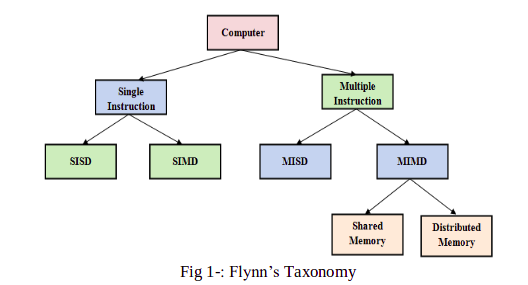 Computer
Single
Instruction
Multiple
Instruction
SISD
SIMD
MISD
MIMD
Shared
Memory
Distributed
Memory
Fig 1-: Flynn’s Taxonomy